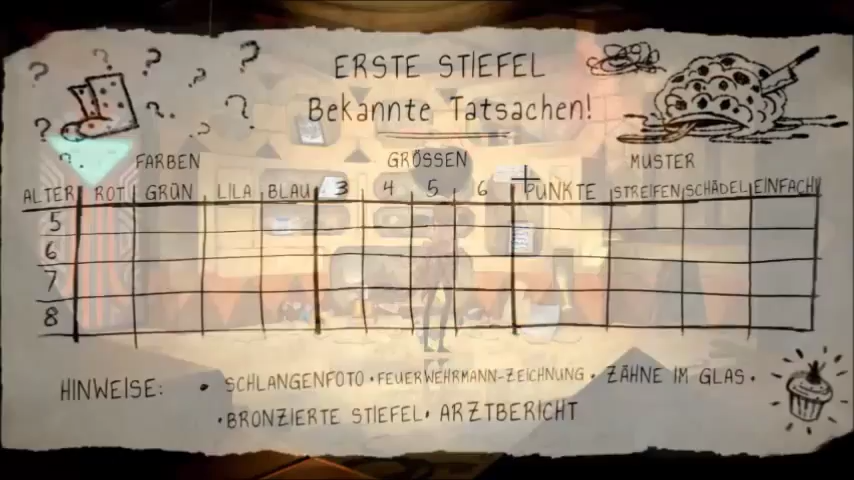 ERSTE STIEFEL
Bekannte Tatsachen!
FARBEN GRÖSSEN MUSTER
ALTER ROT GRÜN LILA BLAU 3 4 5 6 PUNKTE STREIFEN SCHÄDEL EINFACH
5
6
7
8
HINWEISE: • SCHLANGENFOTO • FEUERWEHRMANN-ZEICHNUNG • ZÄHNE IM GLAS •
• BRONZIERTE STIEFEL • ARZTBERICHT